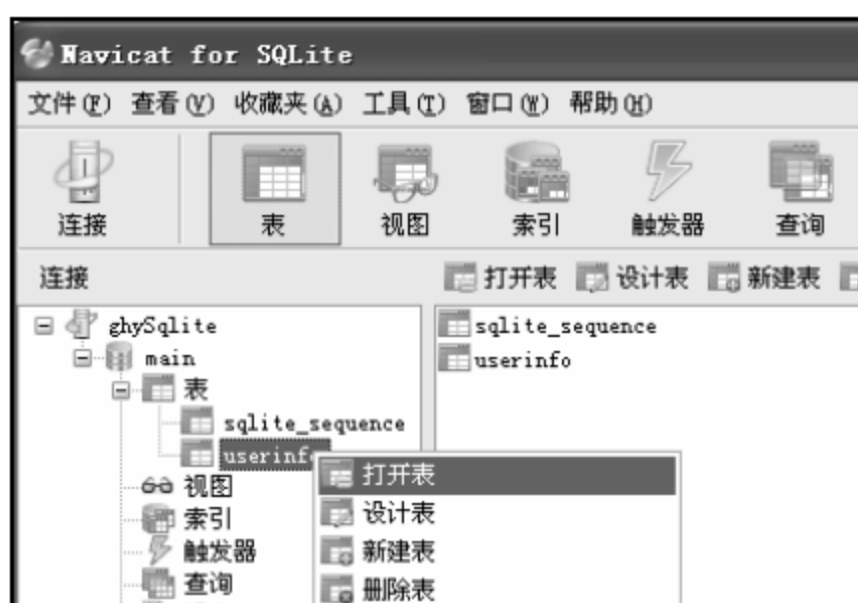 Navicat for SQLite
文件(F) 查看(V) 收藏夹(A) 工具(T) 窗口(W) 帮助(H)
连接 表 视图 索引 触发器 查询
连接 打开表 设计表 新建表
ghySqlite
main
表
sqlite_sequence
userinfo
视图
索引
触发器
查询
sqlite_sequence
userinfo
打开表
设计表
新建表
删除表